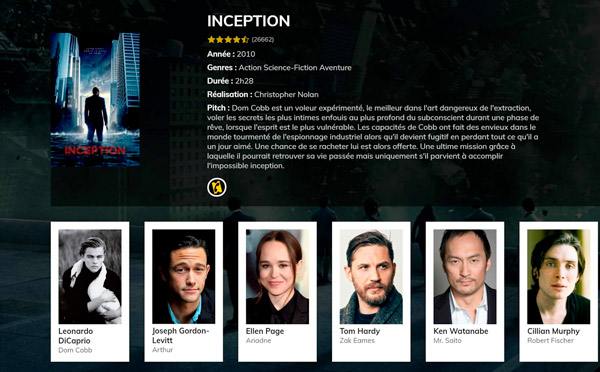 INCEPTION
(26662)
Année : 2010
Genres : Action Science-Fiction Aventure
Durée : 2h28
Réalisation : Christopher Nolan
Pitch : Dom Cobb est un voleur expérimenté, le meilleur dans l'art dangereux de l'extraction,
voler les secrets les plus intimes enfouis au plus profond du subconscient durant une phase de
rêve, lorsque l'esprit est le plus vulnérable. Les capacités de Cobb ont fait des envieux dans le
monde tourmenté de l'espionnage industriel alors qu'il devient fugitif en perdant tout ce qu'il a
un jour aimé. Une chance de se racheter lui est alors offerte. Une ultime mission grâce à
laquelle il pourrait retrouver sa vie passée mais uniquement s'il parvient à accomplir
l'impossible inception.
INCEPTION
Leonardo
DiCaprio
Dom Cobb
Joseph Gordon-
Levitt
Arthur
Ellen Page
Ariadne
Tom Hardy
Zak Eames
Ken Watanabe
Mr. Saito
Cillian Murphy
Robert Fischer